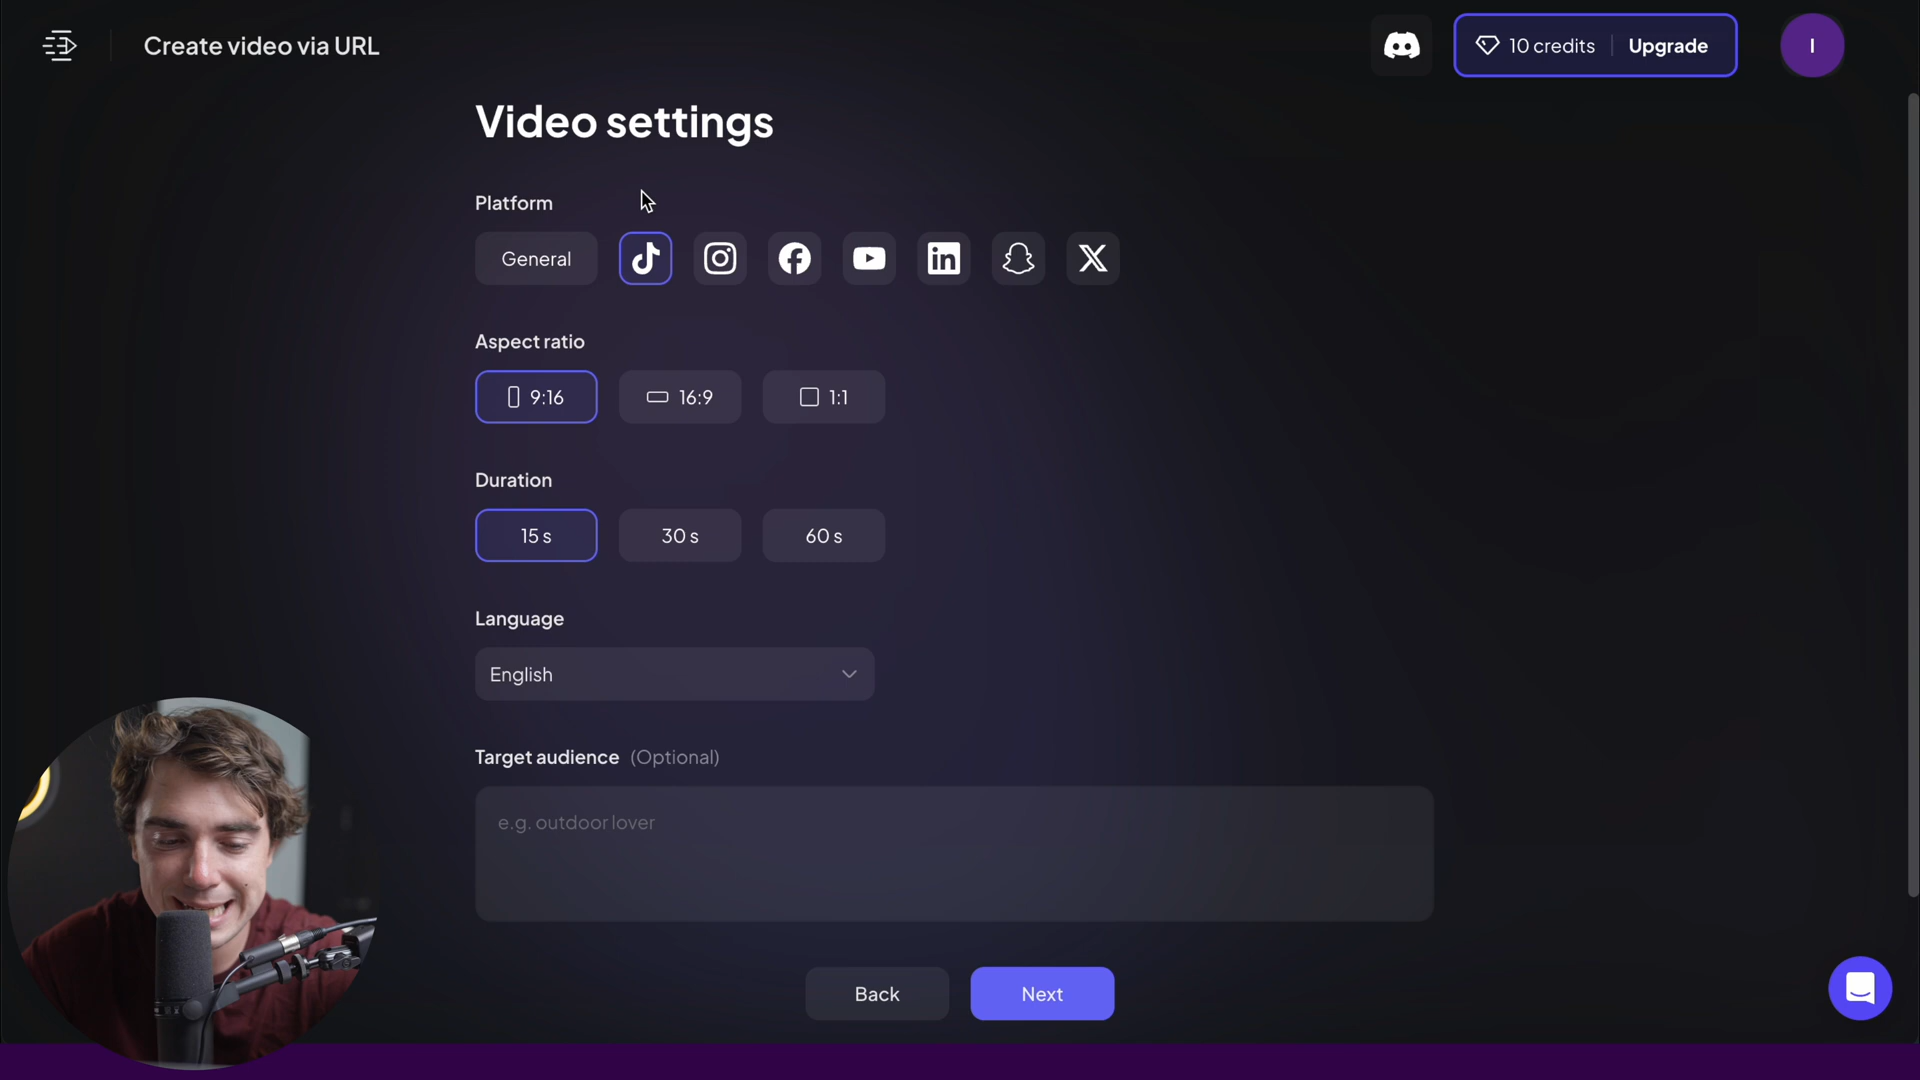 Create video via URL
10 credits
Upgrade
I
Video settings
Platform
General
Aspect ratio
9:16
16:9
1:1
Duration
15 s
30 s
60 s
Language
English
Target audience (Optional)
e.g. outdoor lover
Back
Next